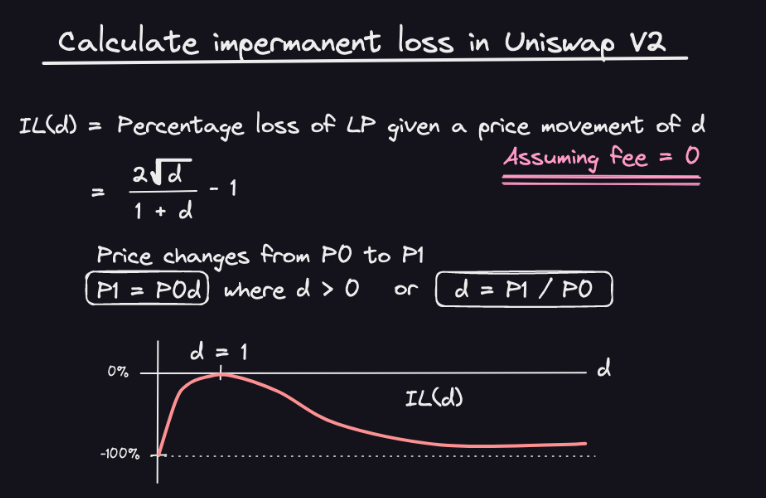 Calculate impermanent loss in Uniswap V2
IL(d) = Percentage loss of LP given a price movement of d
Assuming fee = 0
= 2√d / 1 + d - 1
Price changes from P0 to P1
P1 = P0d where d > 0 or d = P1 / P0
d = 1
0% d
IL(d)
-100%